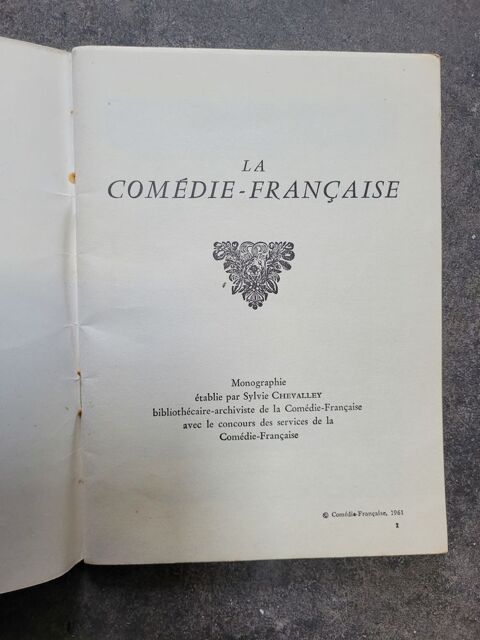 LA
COMÉDIE-FRANÇAISE
Monographie
établie par Sylvie CHEVALLEY
bibliothécaire-archiviste de la Comédie-Française
avec le concours des services de la
Comédie-Française
© Comédie-Française, 1961
1